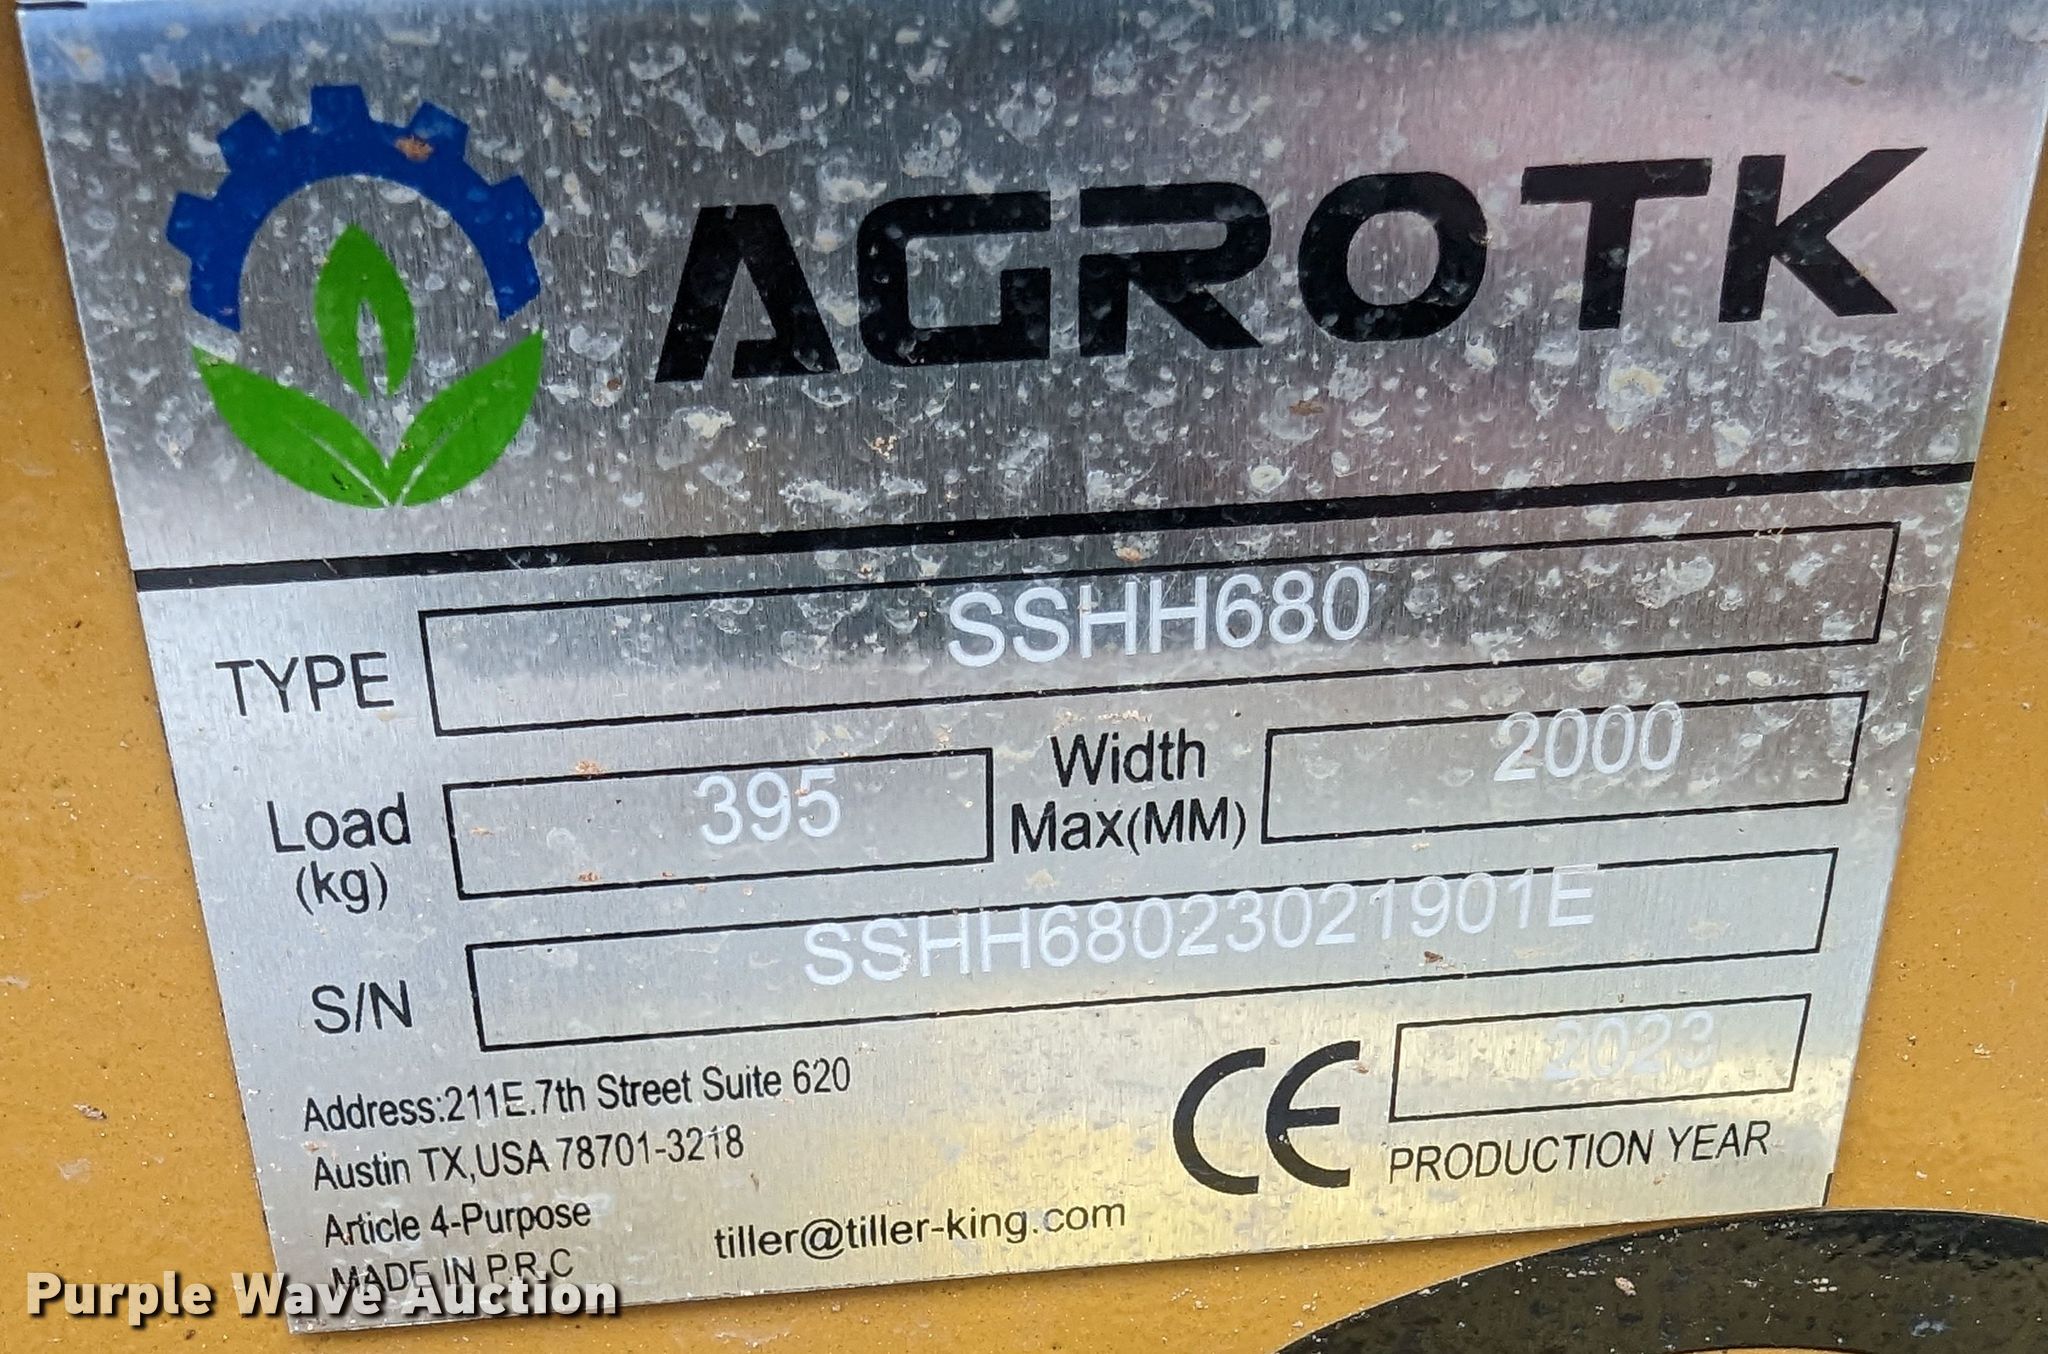 AGROTK
TYPE SSHH680
Load (kg) 395 Width Max(MM) 2000
S/N SSHH68023021901E
Address:211E.7th Street Suite 620
Austin TX,USA 78701-3218
Article 4-Purpose
MADE IN P.R.C
tiller@tiller-king.com
CE
2023
PRODUCTION YEAR
Purple Wave Auction